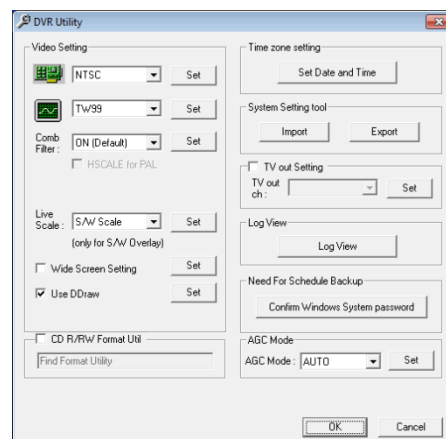 DVR Utility
Video Setting
NTSC
Set
TW99
Set
Comb
Filter :
ON (Default)
Set
HSCALE for PAL
Live
Scale :
S/W Scale
Set
(only for S/W Overlay)
Wide Screen Setting
Set
Use DDraw
Set
CD R/RW Format Util
Find Format Utility
Time zone setting
Set Date and Time
System Setting tool
Import
Export
TV out Setting
TV out
ch :
Set
Log View
Log View
Need For Schedule Backup
Confirm Windows System password
AGC Mode
AGC Mode :
AUTO
Set
OK
Cancel